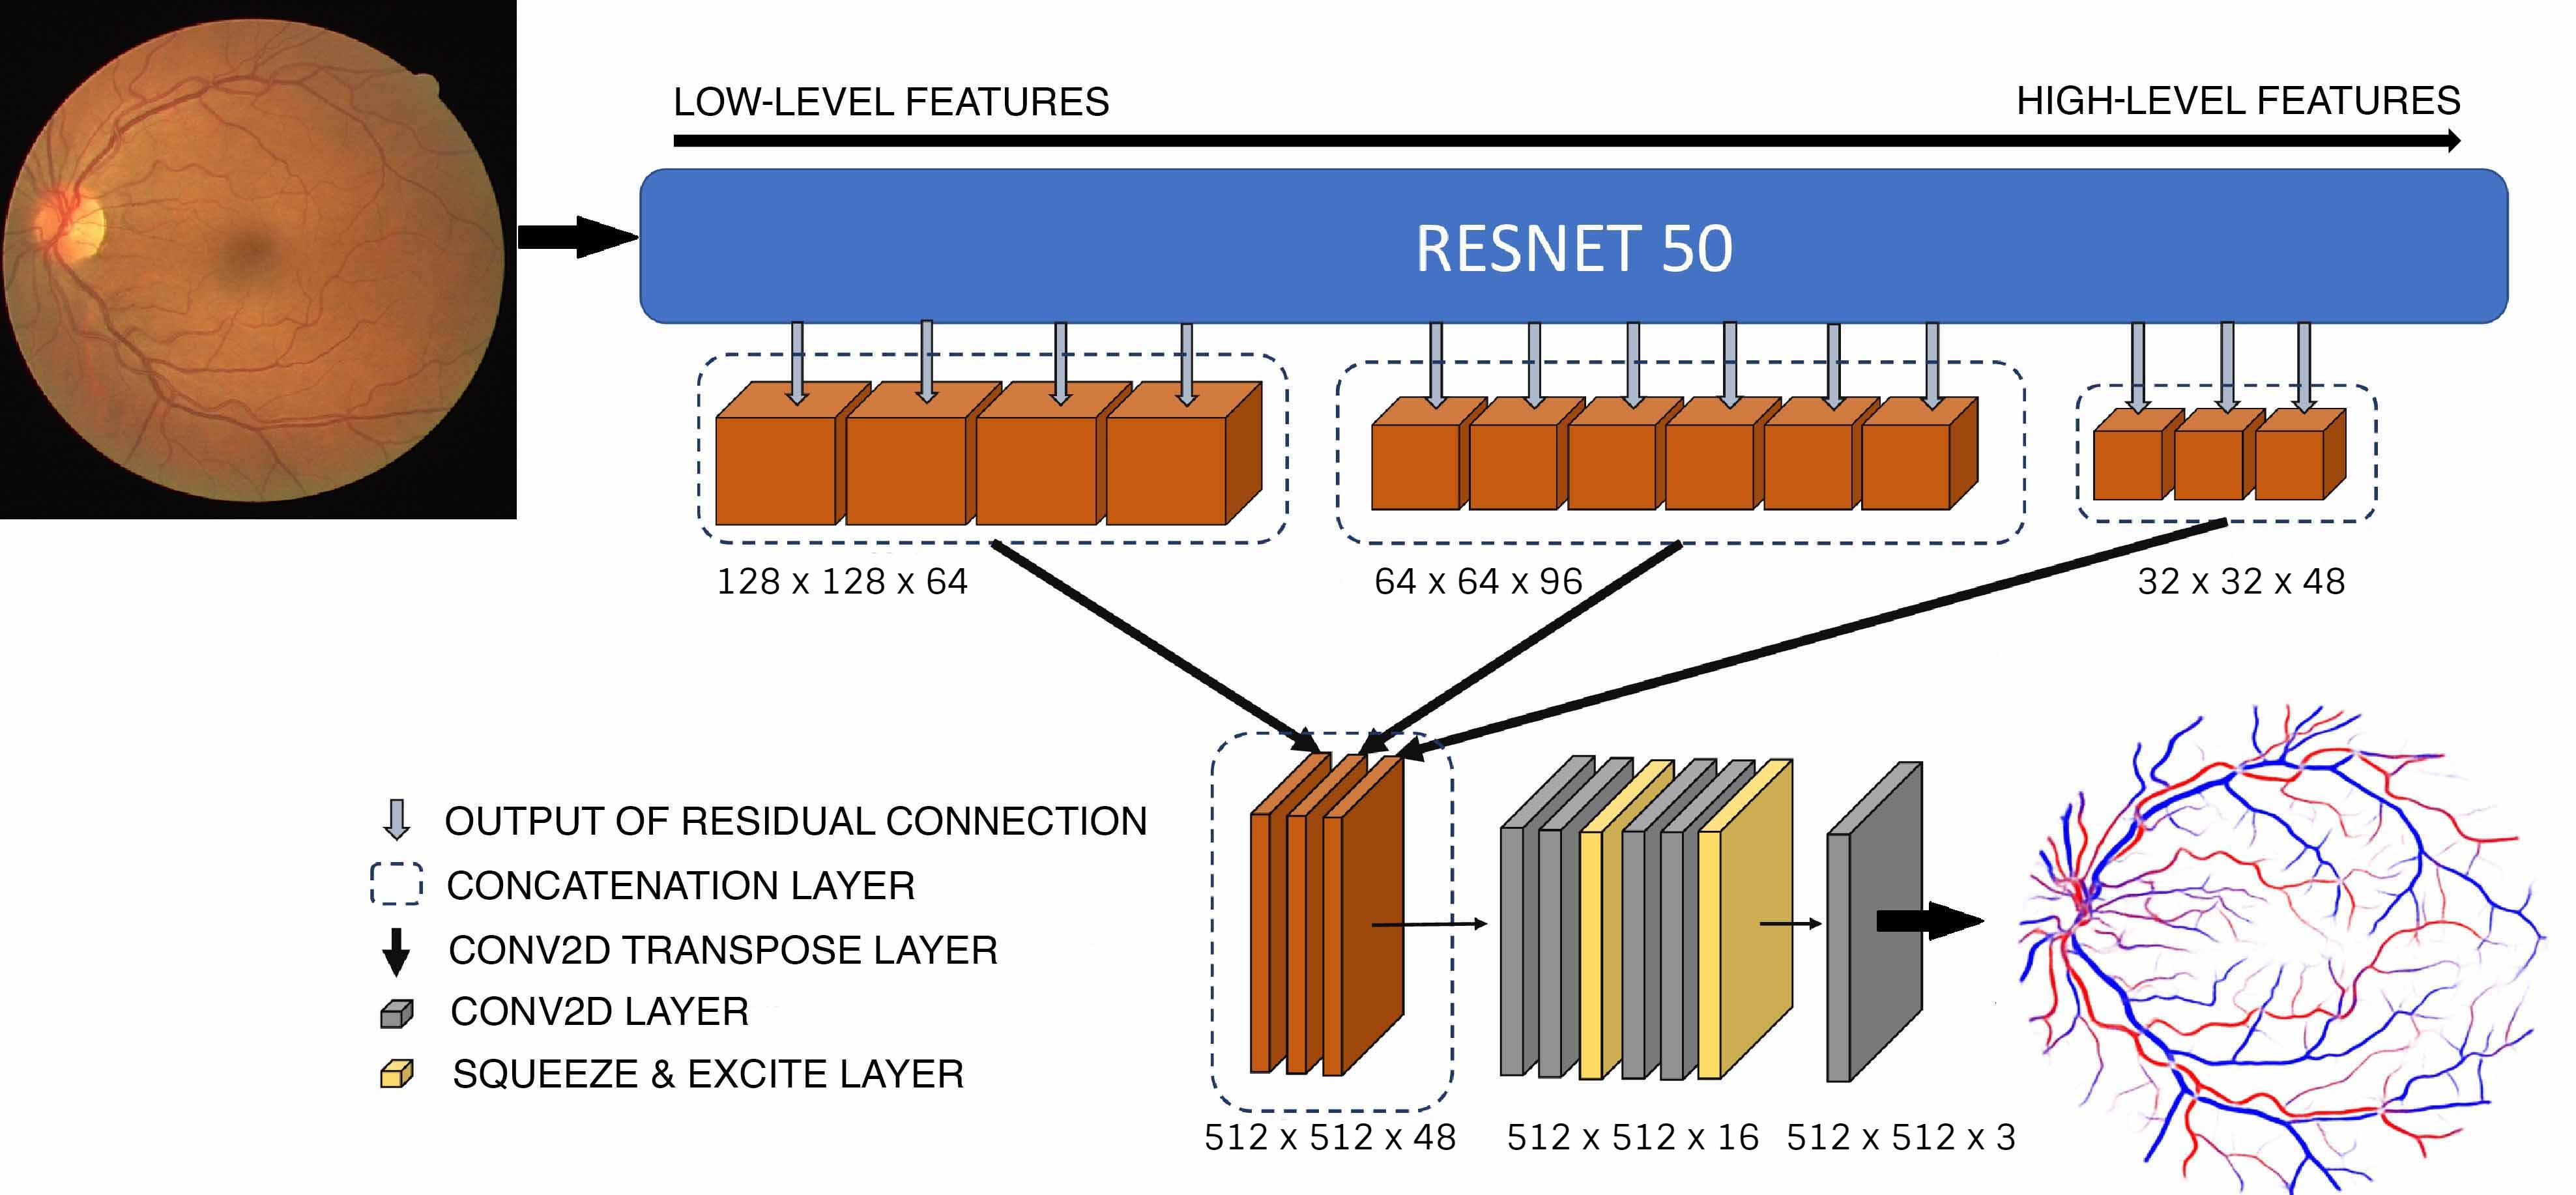 LOW-LEVEL FEATURES
HIGH-LEVEL FEATURES
RESNET 50
128 x 128 x 64
64 x 64 x 96
32 x 32 x 48
OUTPUT OF RESIDUAL CONNECTION
CONCATENATION LAYER
CONV2D TRANSPOSE LAYER
CONV2D LAYER
SQUEEZE & EXCITE LAYER
512 x 512 x 48
512 x 512 x 16
512 x 512 x 3